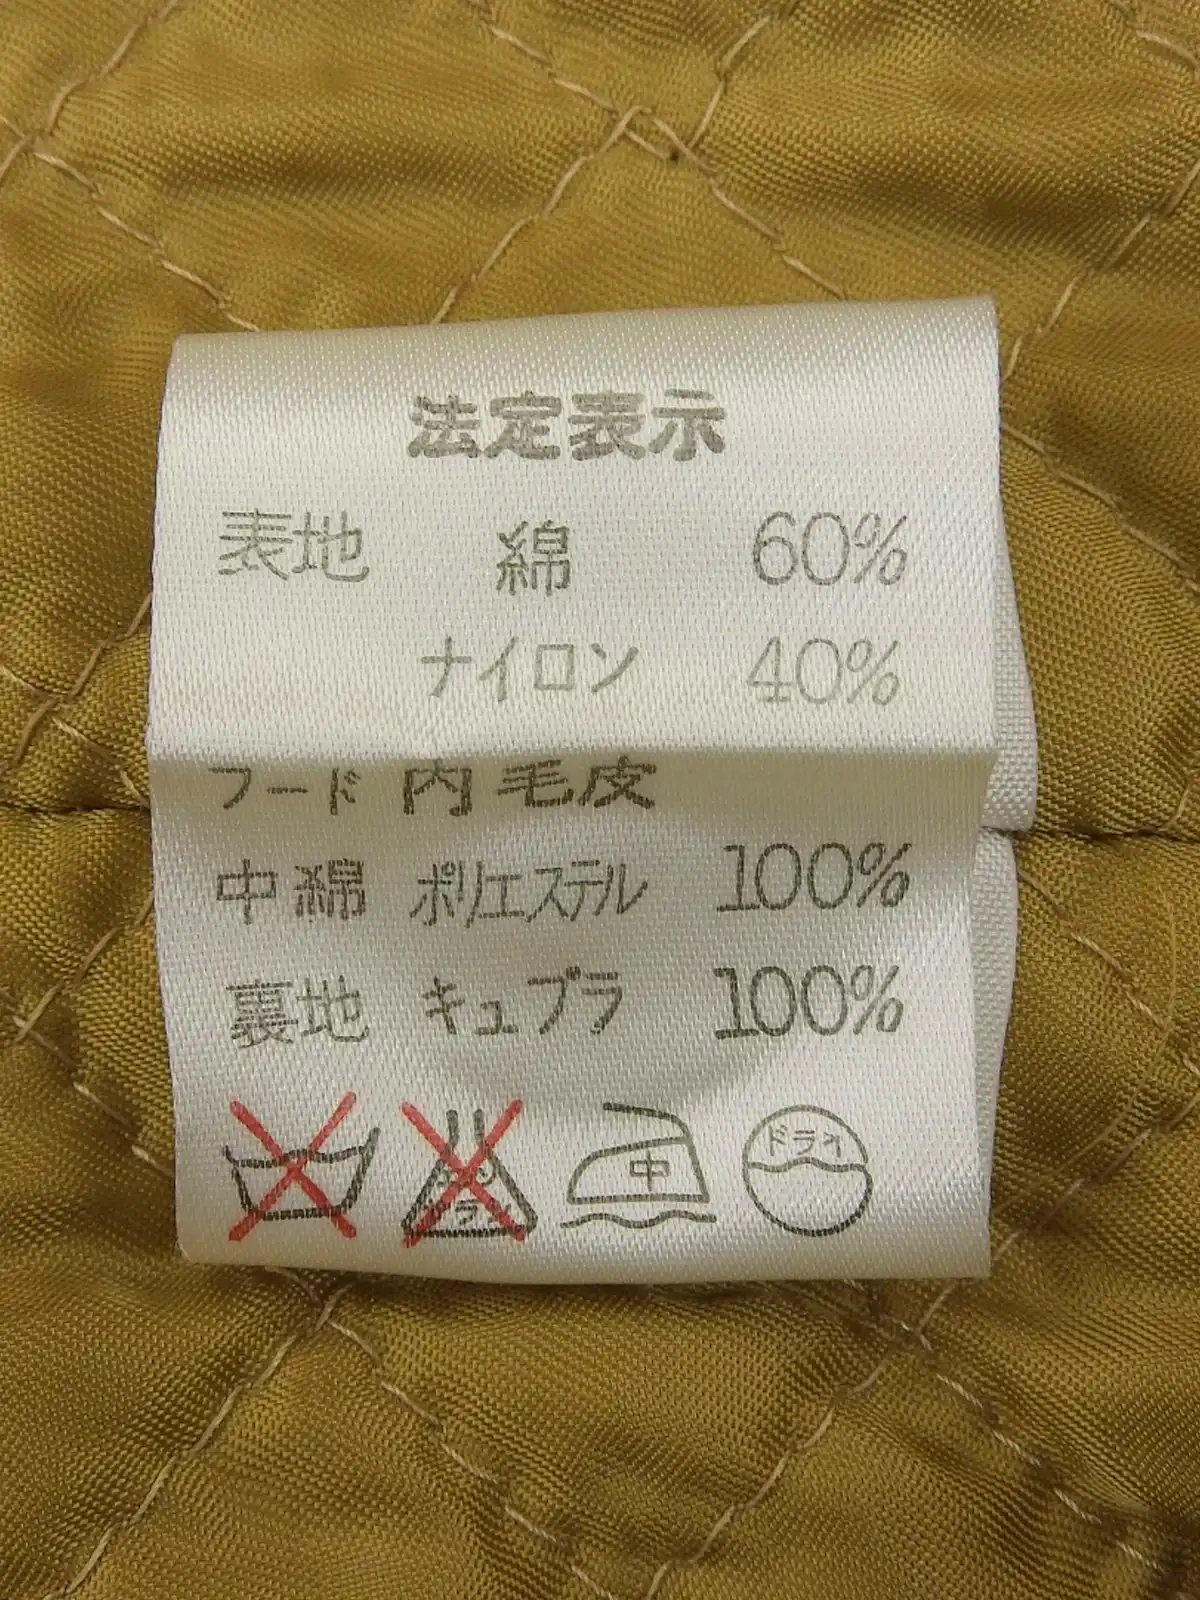 法定表示
表地 綿 60%
ナイロン 40%
フード 内毛皮
中綿 ポリエステル 100%
裏地 キュプラ 100%
中 ドライ